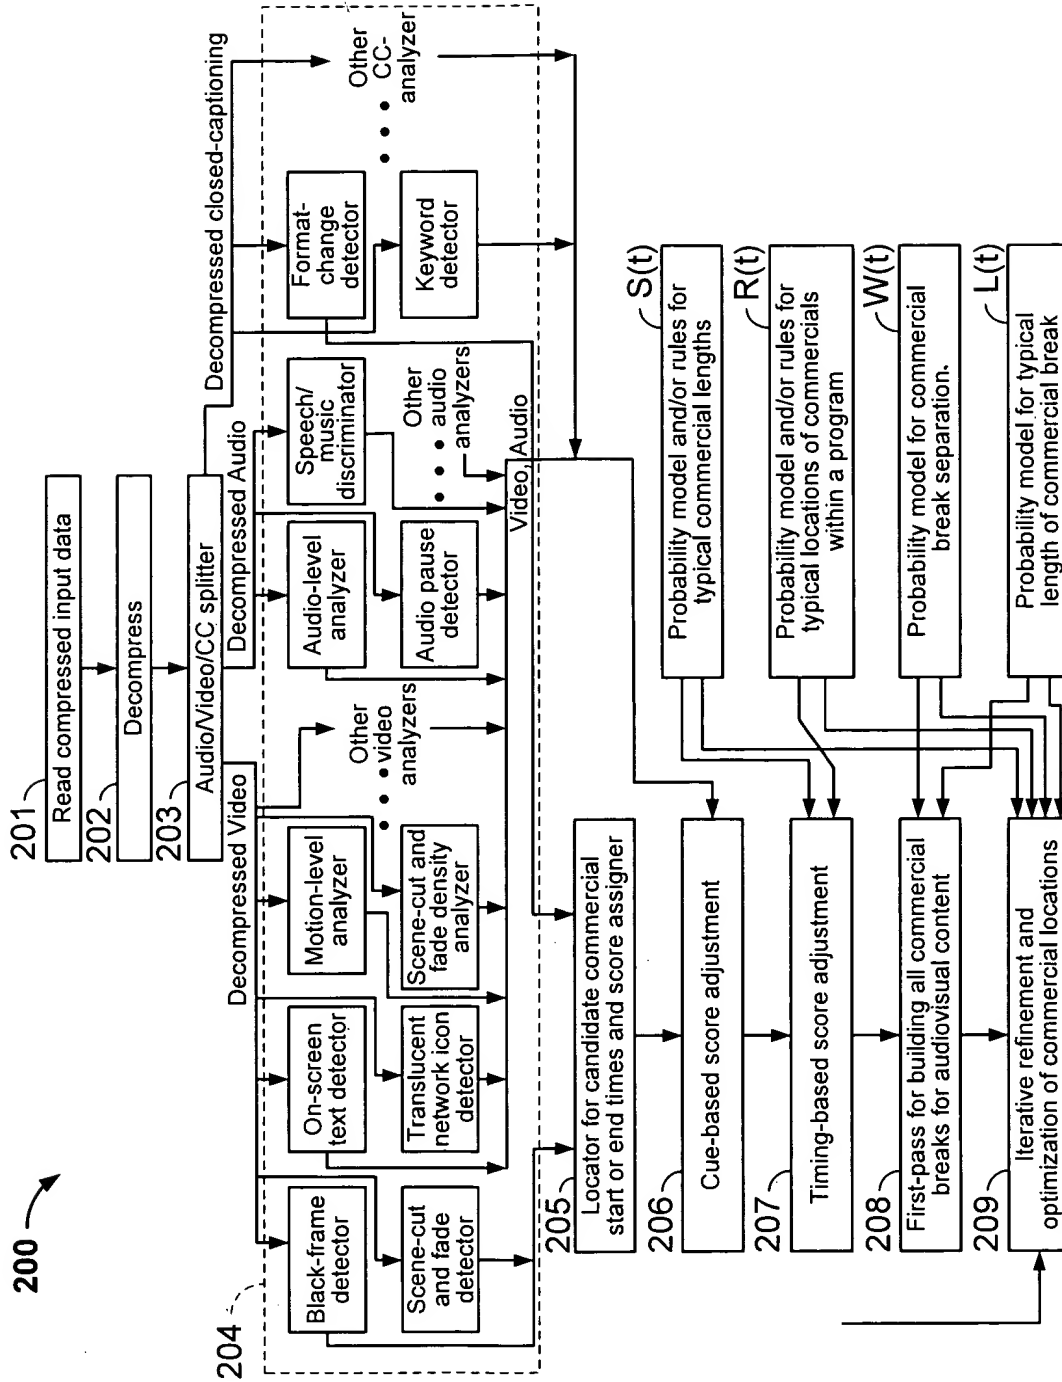 200
201
Read compressed input data
202
Decompress
203
Audio/Video/CC splitter
Decompressed Video
Decompressed Audio
Decompressed closed-captioning
204
Black-frame
detector
Scene-cut
and fade
detector
On-screen
text detector
Translucent
network icon
detector
Motion-level
analyzer
Scene-cut and
fade density
analyzer
Other
video
analyzers
Audio-level
analyzer
Audio pause
detector
Speech/
music
discriminator
Other
audio
analyzers
Format-
change
detector
Keyword
detector
Other
CC-
analyzer
Video, Audio
205
Locator for candidate commercial
start or end times and score assigner
206
Cue-based score adjustment
207
Timing-based score adjustment
208
First-pass for building all commercial
breaks for audiovisual content
209
Iterative refinement and
optimization of commercial locations
S(t)
Probability model and/or rules for
typical commercial lengths
R(t)
Probability model and/or rules for
typical locations of commercials
within a program
W(t)
Probability model for commercial
break separation.
L(t)
Probability model for typical
length of commercial break